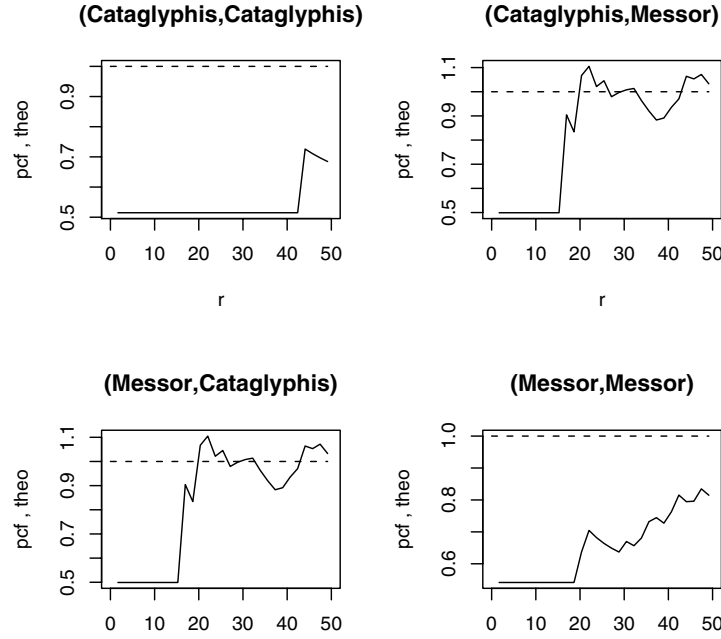 (Cataglyphis,Cataglyphis)
pcf , theo
0.5 0.7 0.9
0 10 20 30 40 50
r
(Cataglyphis,Messor)
pcf , theo
0.5 0.7 0.9 1.1
0 10 20 30 40 50
r
(Messor,Cataglyphis)
pcf , theo
0.5 0.7 0.9 1.1
0 10 20 30 40 50
(Messor,Messor)
pcf , theo
0.6 0.8 1.0
0 10 20 30 40 50